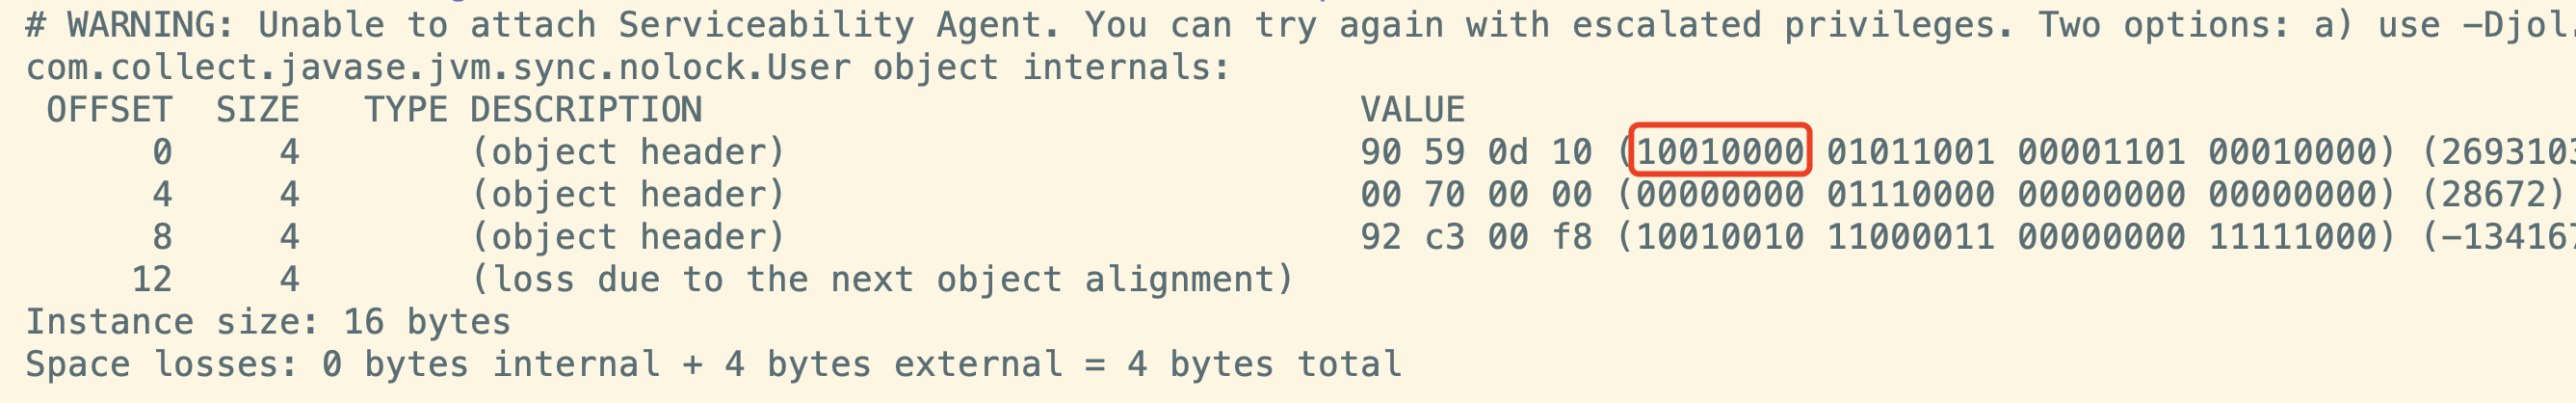 # WARNING: Unable to attach Serviceability Agent. You can try again with escalated privileges. Two options: a) use -Djol.
com.collect.javase.jvm.sync.nolock.User object internals:
OFFSET SIZE TYPE DESCRIPTION VALUE
0 4 (object header) 90 59 0d 10 (10010000 01011001 00001101 00010000) (2693103
4 4 (object header) 00 70 00 00 (00000000 01110000 00000000 00000000) (28672)
8 4 (object header) 92 c3 00 f8 (10010010 11000011 00000000 11111000) (-134167
12 4 (loss due to the next object alignment)
Instance size: 16 bytes
Space losses: 0 bytes internal + 4 bytes external = 4 bytes total